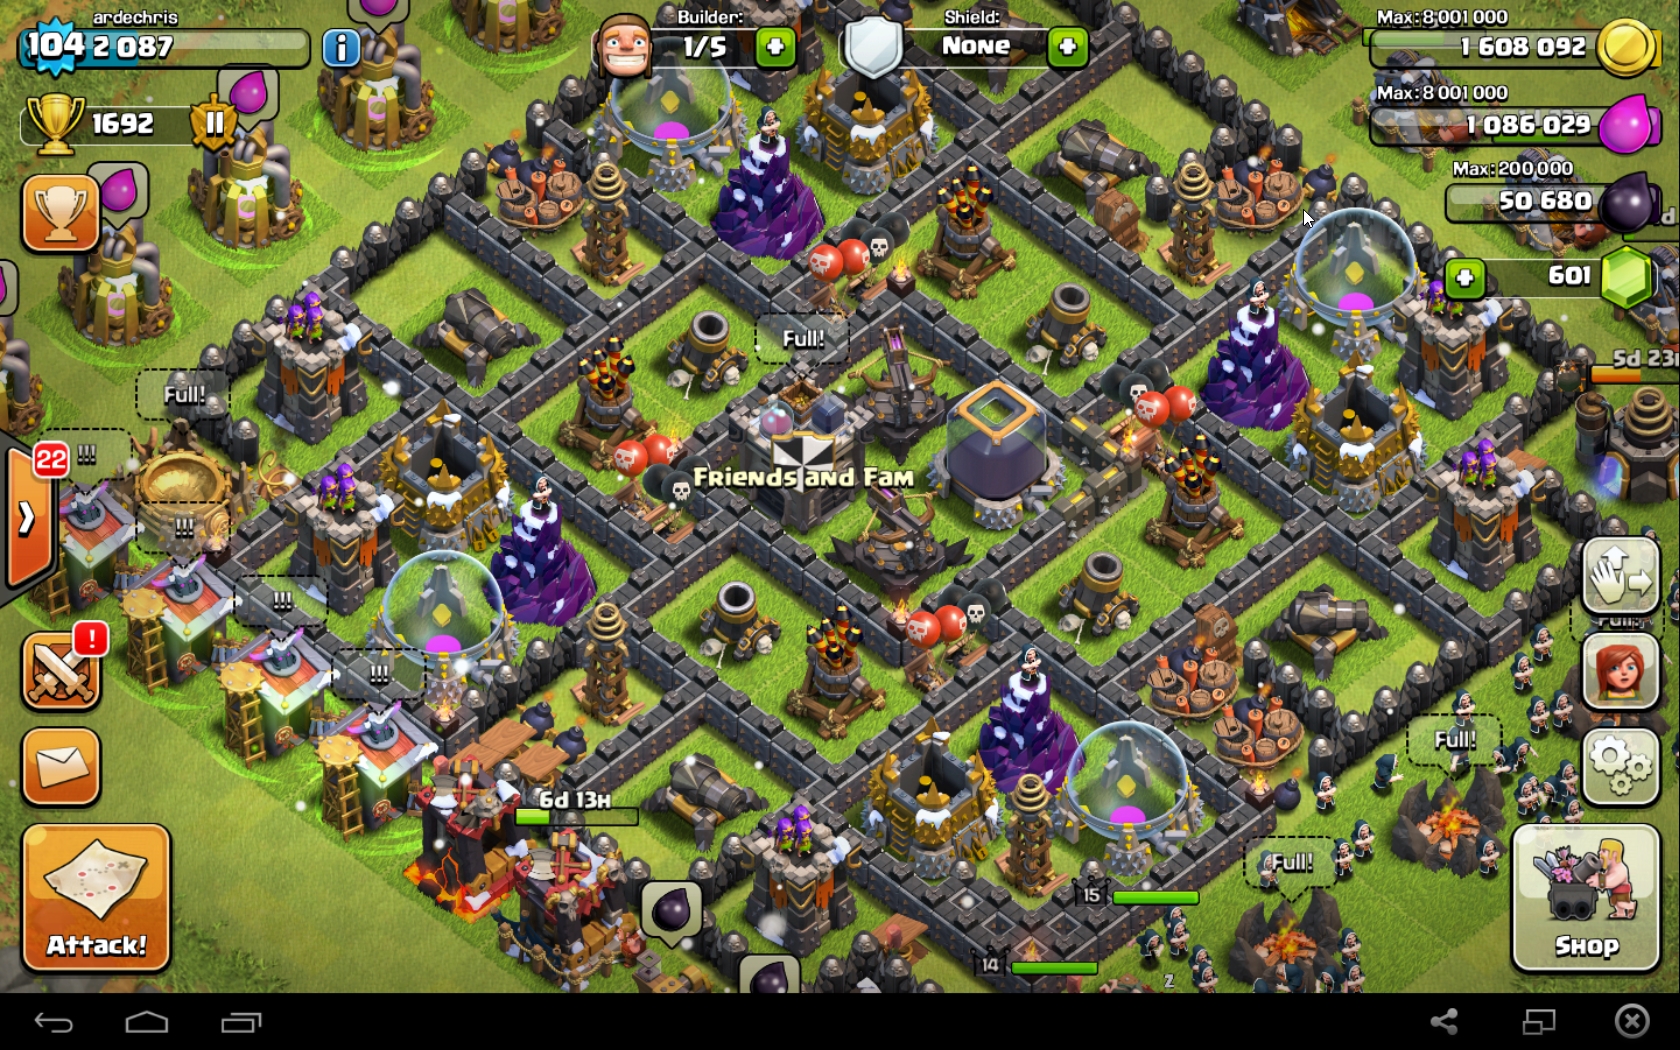 ardechris
104
2 087
Builder:
1/5
Shield:
None
Max: 8 001 000
1 608 092
1692
II
Max: 8 001 000
1 086 029
Max: 200 000
50 680
601
Full!
5d 23
Full!
22
!!!
Friends and Fam
!!!
!!!
Full!
!
!!!
Full!
6d 13H
Full!
15
Attack!
Shop
14
z